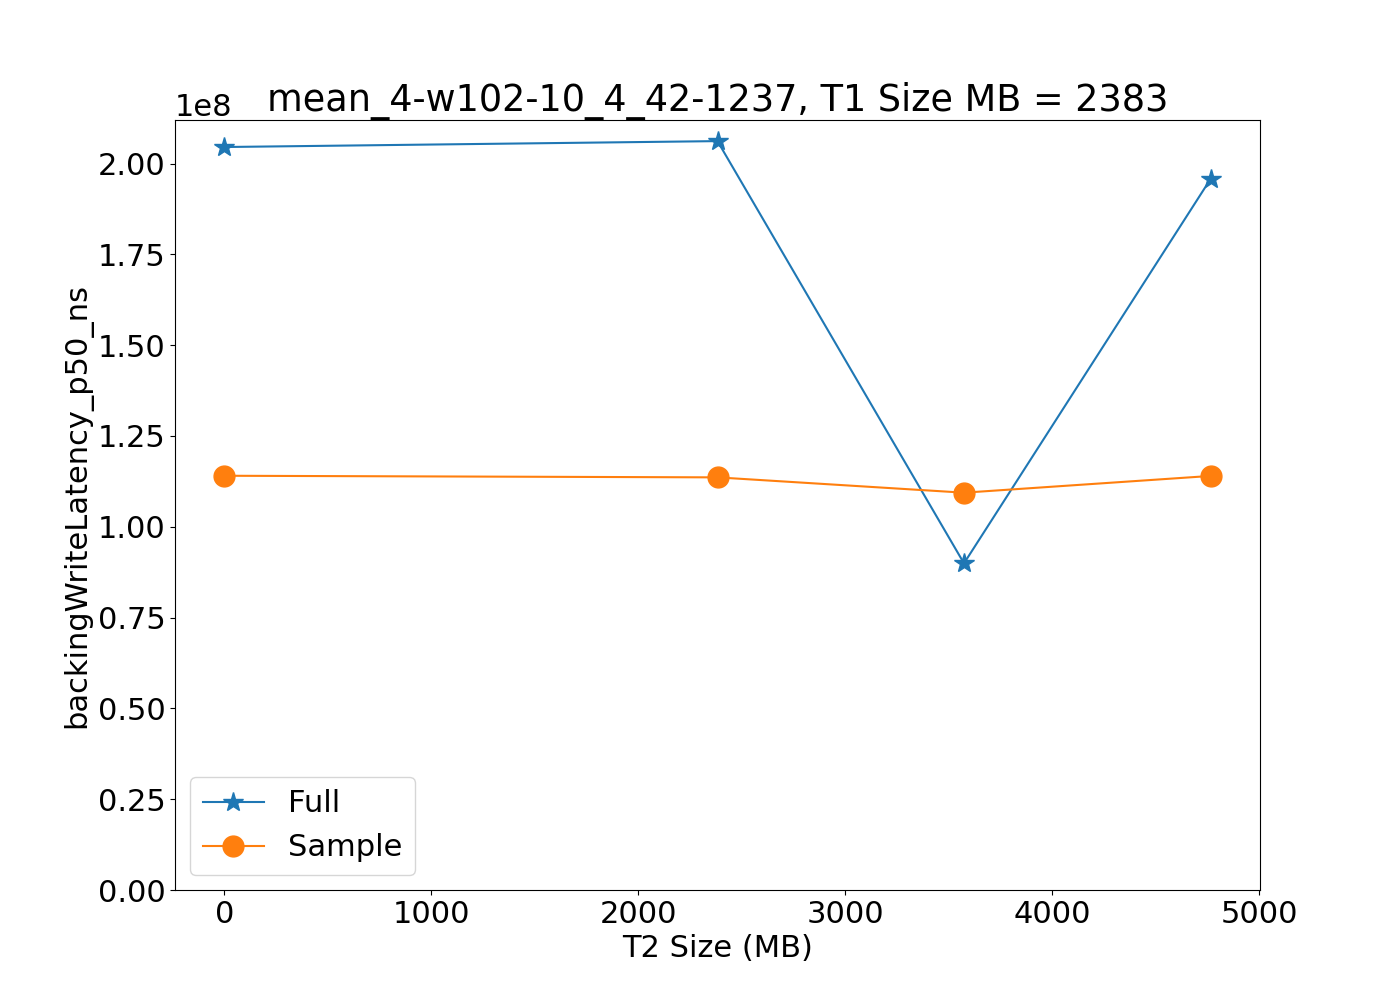 1e8
mean_4-w102-10_4_42-1237, T1 Size MB = 2383
backingWriteLatency_p50_ns
2.00
1.75
1.50
1.25
1.00
0.75
0.50
0.25
0.00
Full
Sample
0 1000 2000 3000 4000 5000
T2 Size (MB)